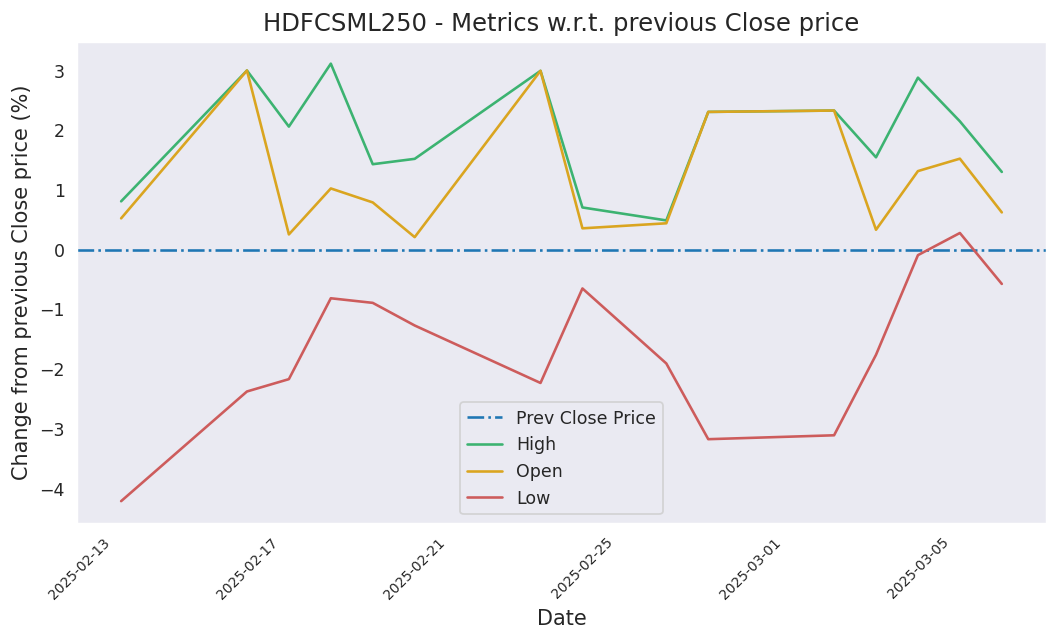 HDFCSML250 - Metrics w.r.t. previous Close price
Change from previous Close price (%)
3
2
1
0
−1
−2
−3
−4
Prev Close Price
High
Open
Low
2025-02-13
2025-02-17
2025-02-21
2025-02-25
2025-03-01
2025-03-05
Date